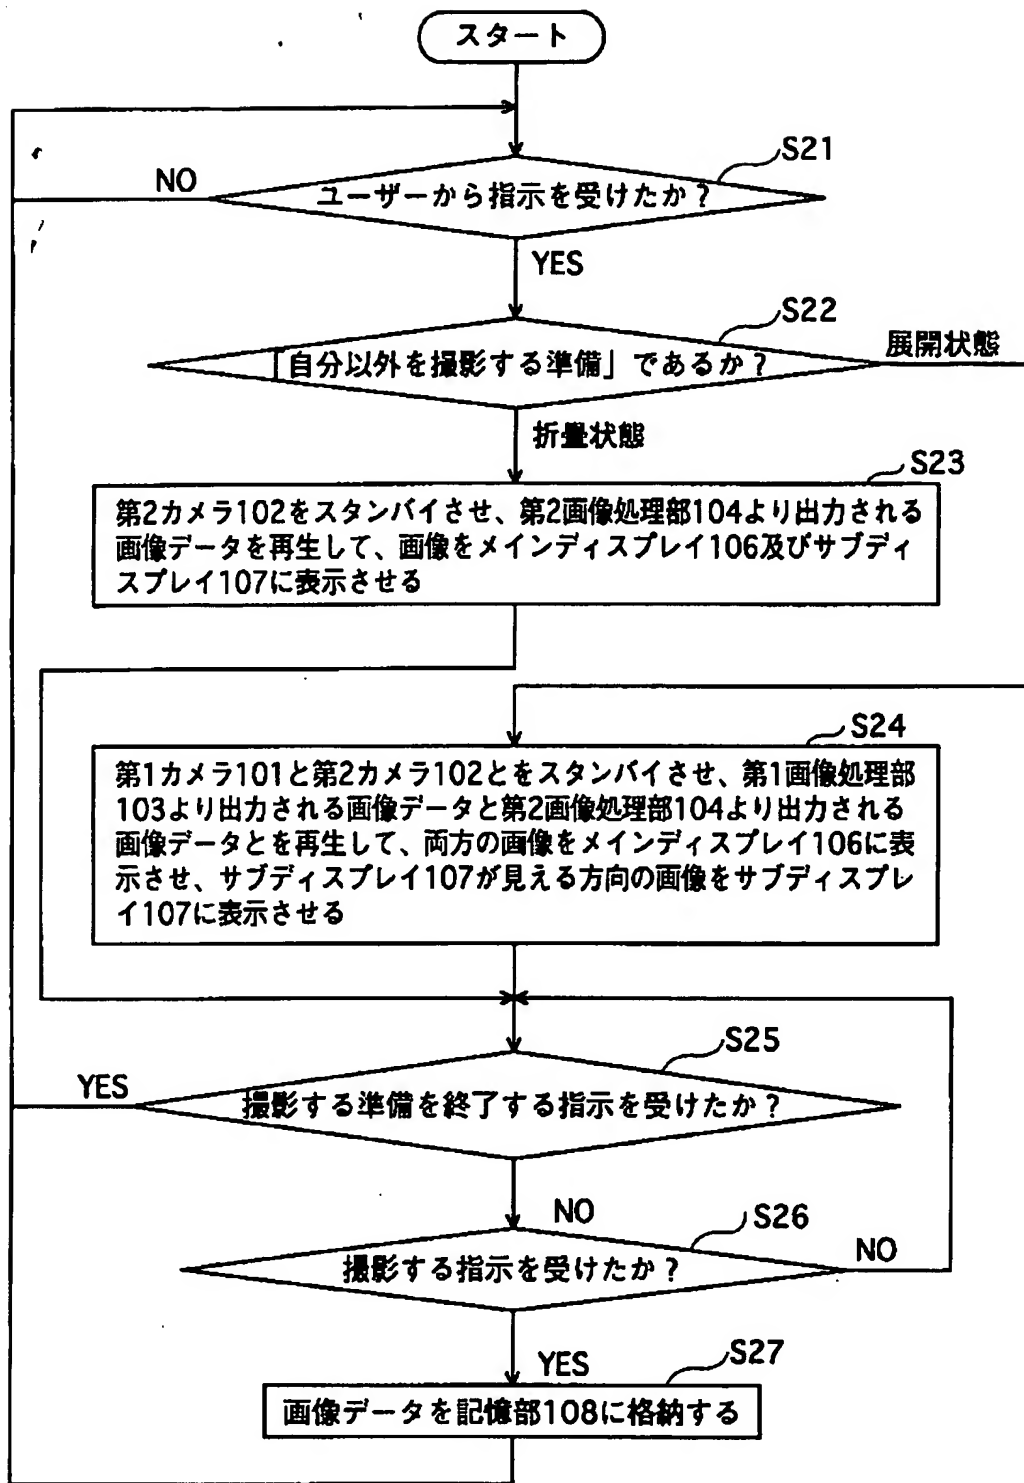 スタート
S21
NO
ユーザーから指示を受けたか？
YES
S22
展開状態
「自分以外を撮影する準備」であるか？
折畳状態
S23
第2カメラ102をスタンバイさせ、第2画像処理部104より出力される
画像データを再生して、画像をメインディスプレイ106及びサブディ
スプレイ107に表示させる
S24
第1カメラ101と第2カメラ102とをスタンバイさせ、第1画像処理部
103より出力される画像データと第2画像処理部104より出力される
画像データとを再生して、両方の画像をメインディスプレイ106に表
示させ、サブディスプレイ107が見える方向の画像をサブディスプレ
イ107に表示させる
S25
YES
撮影する準備を終了する指示を受けたか？
NO
S26
NO
撮影する指示を受けたか？
YES
S27
画像データを記憶部108に格納する